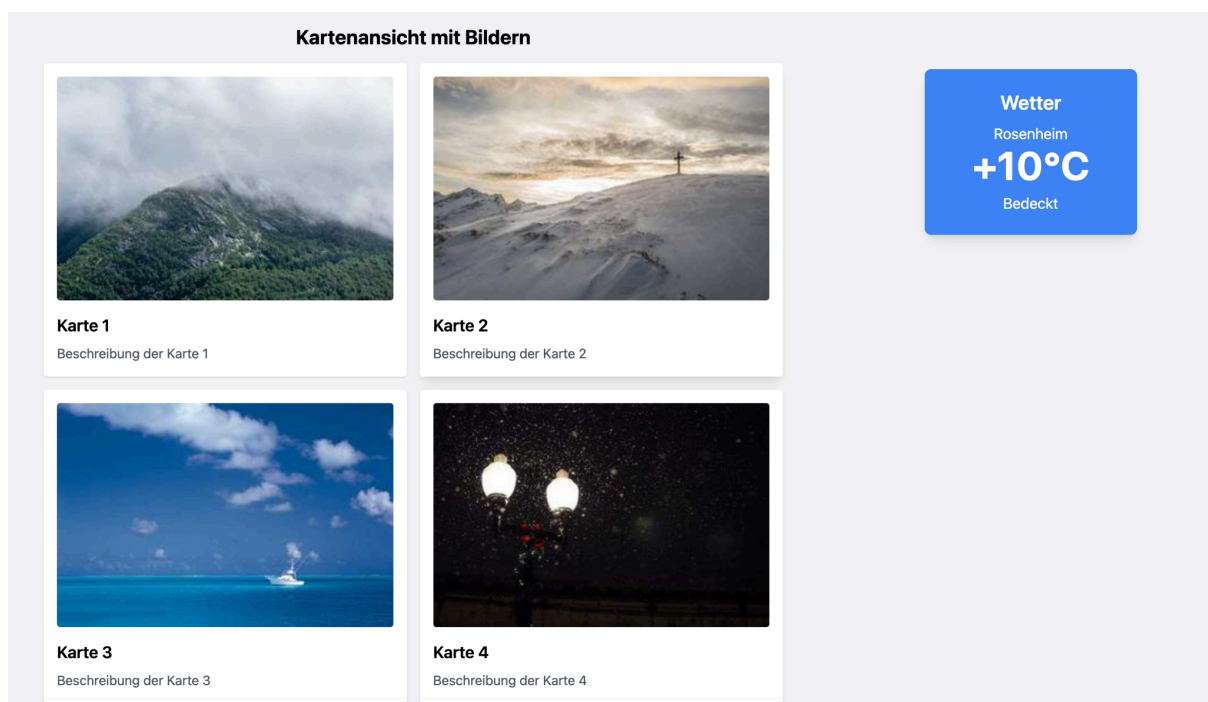 Kartenansicht mit Bildern
Karte 1
Beschreibung der Karte 1
Karte 2
Beschreibung der Karte 2
Karte 3
Beschreibung der Karte 3
Karte 4
Beschreibung der Karte 4
Wetter
Rosenheim
+10°C
Bedeckt